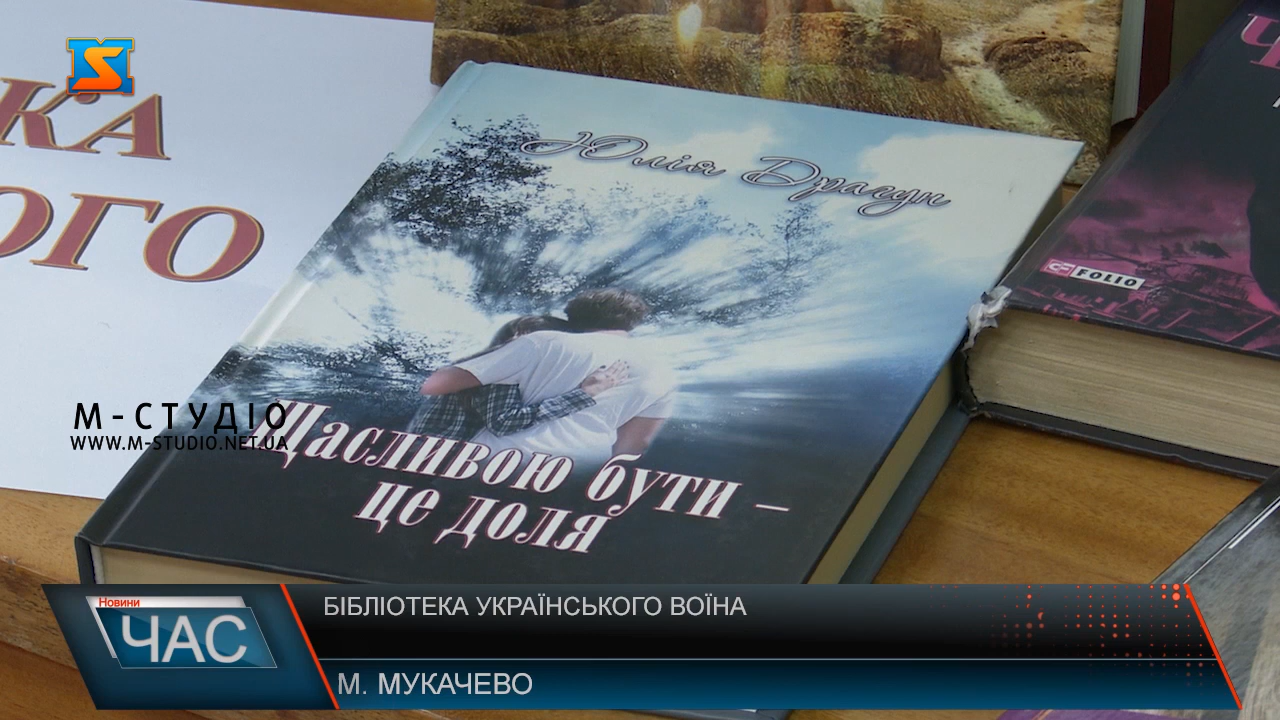 КА
ОГО
Юлія Драгун
FOLIO
М-СТУДІО
WWW.M-STUDIO.NET.UA
Щасливою бути –
це доля
Новини
ЧАС
БІБЛІОТЕКА УКРАЇНСЬКОГО ВОЇНА
М. МУКАЧЕВО